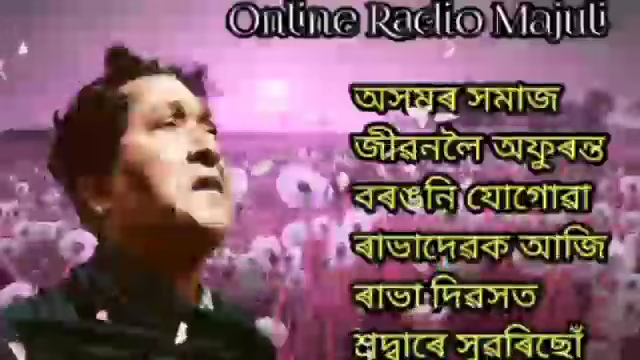 Online Radio Majuli
অসমৰ সমাজ
জীৱনলৈ অফুৰন্ত
বৰঙনি যোগোৱা
ৰাভাদেৱক আজি
ৰাভা দিৱসত
শ্ৰদ্ধাৰে সুৱৰিছোঁ